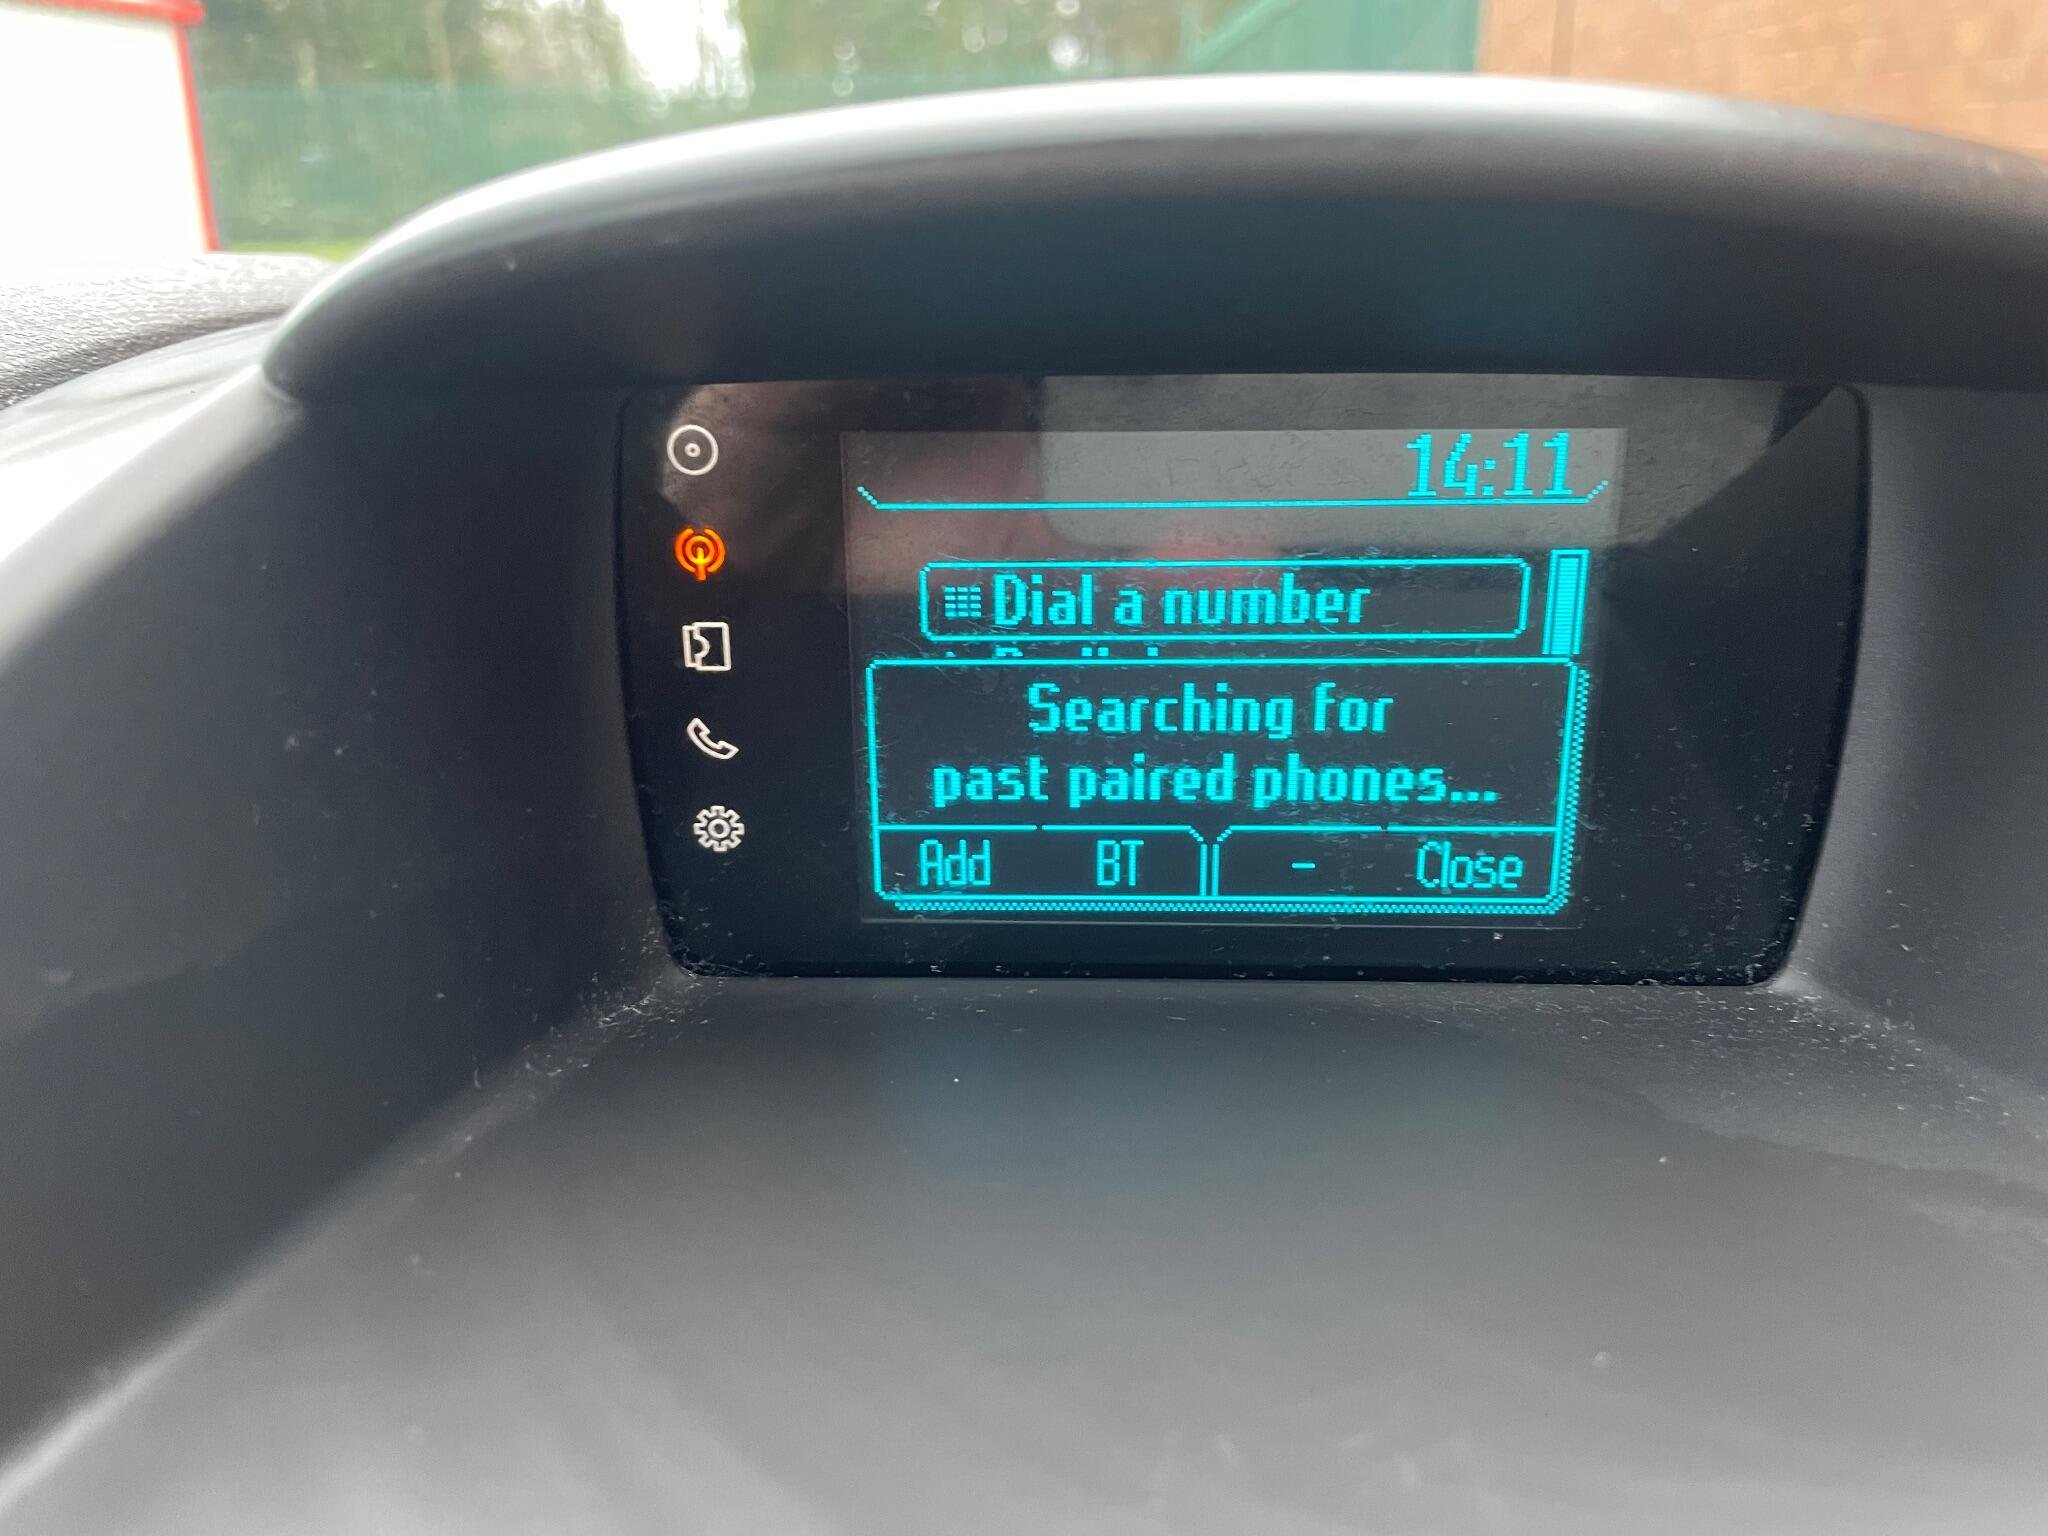 14:11
Dial a number
Searching for
past paired phones...
Add BT - Close